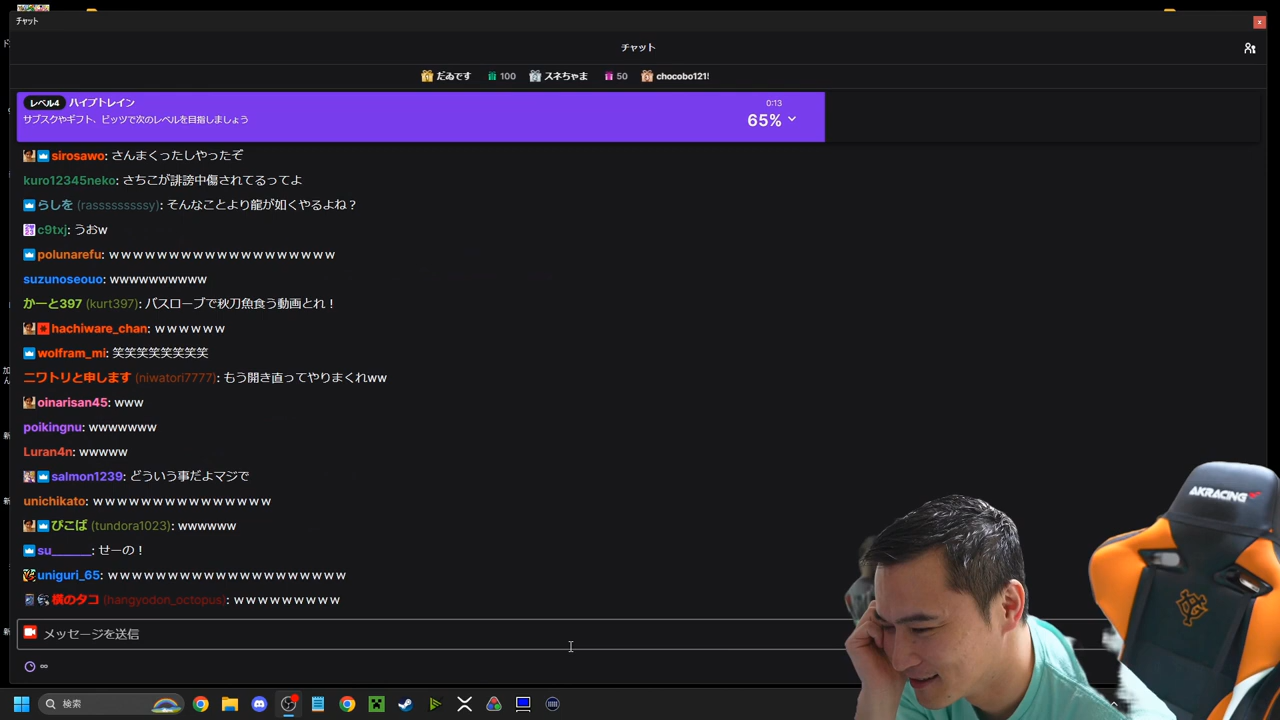 チャット
チャット
だゐです 100 スネちゃま 50 chocobo121!
レベル4 ハイプトレイン
サブスクやギフト、ビッツで次のレベルを目指しましょう
0:13
65%
sirosawo: さんまくったしやったぞ
kuro12345neko: さちこが誹謗中傷されてるってよ
らしを (rasssssssssy): そんなことより龍が如くやるよね？
c9txj: うおw
polunarefu: ｗｗｗｗｗｗｗｗｗｗｗｗｗｗｗｗｗｗｗ
suzunoseouo: wwwwwwwwww
かーと397 (kurt397): バスローブで秋刀魚食う動画とれ！
hachiware_chan: ｗｗｗｗｗｗ
wolfram_mi: 笑笑笑笑笑笑笑笑
ニワトリと申します (niwatori7777): もう開き直ってやりまくれww
oinarisan45: www
poikingnu: wwwwwww
Luran4n: wwwww
salmon1239: どういう事だよマジで
unichikato: ｗｗｗｗｗｗｗｗｗｗｗｗｗｗｗ
ぴこぱ (tundora1023): wwwwww
su______: せーの！
uniguri_65: ｗｗｗｗｗｗｗｗｗｗｗｗｗｗｗｗｗｗｗｗ
横のタコ (hangyodon_octopus): ｗｗｗｗｗｗｗｗｗ
メッセージを送信
AKRACING
検索